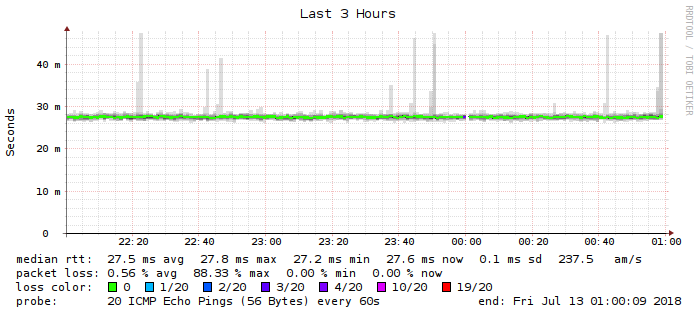 Last 3 Hours
RRDTOOL / TOBI OETIKER
Seconds
40 m
30 m
20 m
10 m
0
22:20 22:40 23:00 23:20 23:40 00:00 00:20 00:40 01:00
median rtt: 27.5 ms avg 27.8 ms max 27.2 ms min 27.6 ms now 0.1 ms sd 237.5 am/s
packet loss: 0.56 % avg 88.33 % max 0.00 % min 0.00 % now
loss color: 0 1/20 2/20 3/20 4/20 10/20 19/20
probe: 20 ICMP Echo Pings (56 Bytes) every 60s end: Fri Jul 13 01:00:09 2018